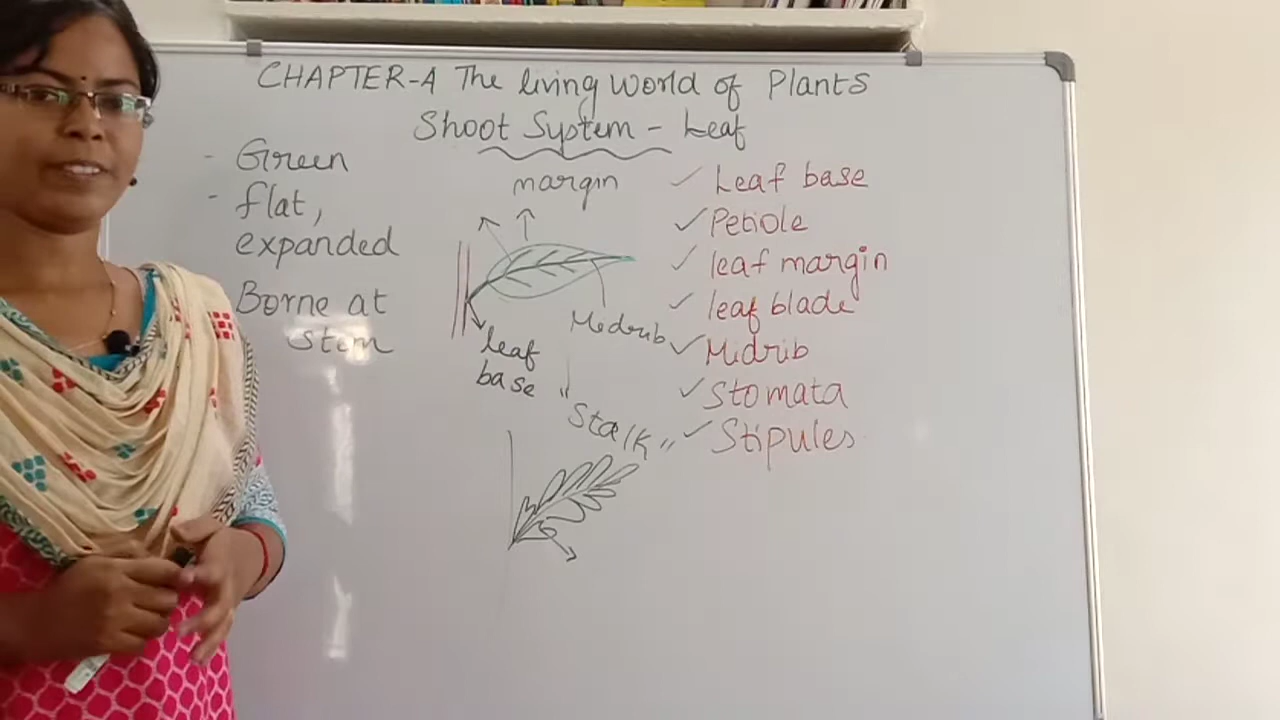 CHAPTER-4 The living World of Plants
Shoot System - Leaf
- Green
- flat,
expanded
Borne at
stem
margin
Midrib
leaf
base
"Stalk"
✓ Leaf base
✓ Petiole
✓ leaf margin
✓ leaf blade
✓ Midrib
✓ Stomata
✓ Stipules